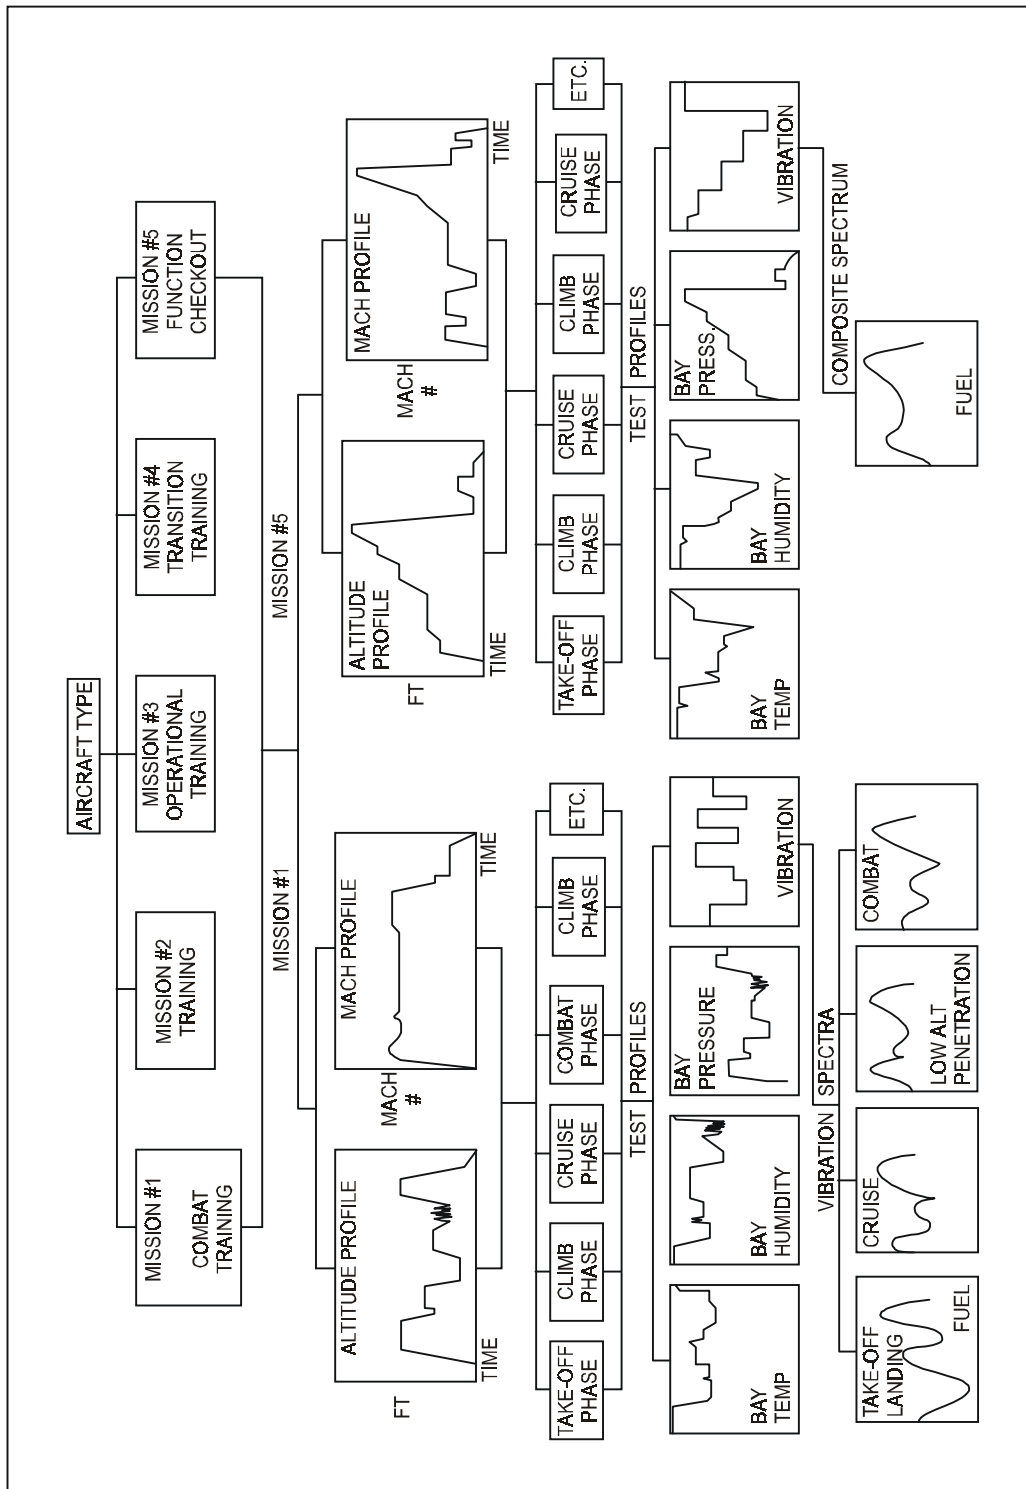 AIRCRAFT TYPE
MISSION #1
COMBAT
TRAINING
MISSION #2
TRAINING
MISSION #3
OPERATIONAL
TRAINING
MISSION #4
TRANSITION
TRAINING
MISSION #5
FUNCTION
CHECKOUT
MISSION #1
MISSION #5
ALTITUDE PROFILE
FT
TIME
MACH PROFILE
MACH
#
TIME
ALTITUDE
PROFILE
FT
TIME
MACH PROFILE
MACH
#
TIME
TAKE-OFF
PHASE
CLIMB
PHASE
CRUISE
PHASE
COMBAT
PHASE
CLIMB
PHASE
ETC.
TAKE-OFF
PHASE
CLIMB
PHASE
CRUISE
PHASE
CLIMB
PHASE
CRUISE
PHASE
ETC.
TEST PROFILES
TEST PROFILES
BAY
TEMP
BAY
HUMIDITY
BAY
PRESSURE
VIBRATION
BAY
TEMP
BAY
HUMIDITY
BAY
PRESS.
VIBRATION
VIBRATION SPECTRA
COMPOSITE SPECTRUM
TAKE-OFF
LANDING
FUEL
CRUISE
LOW ALT
PENETRATION
COMBAT
FUEL